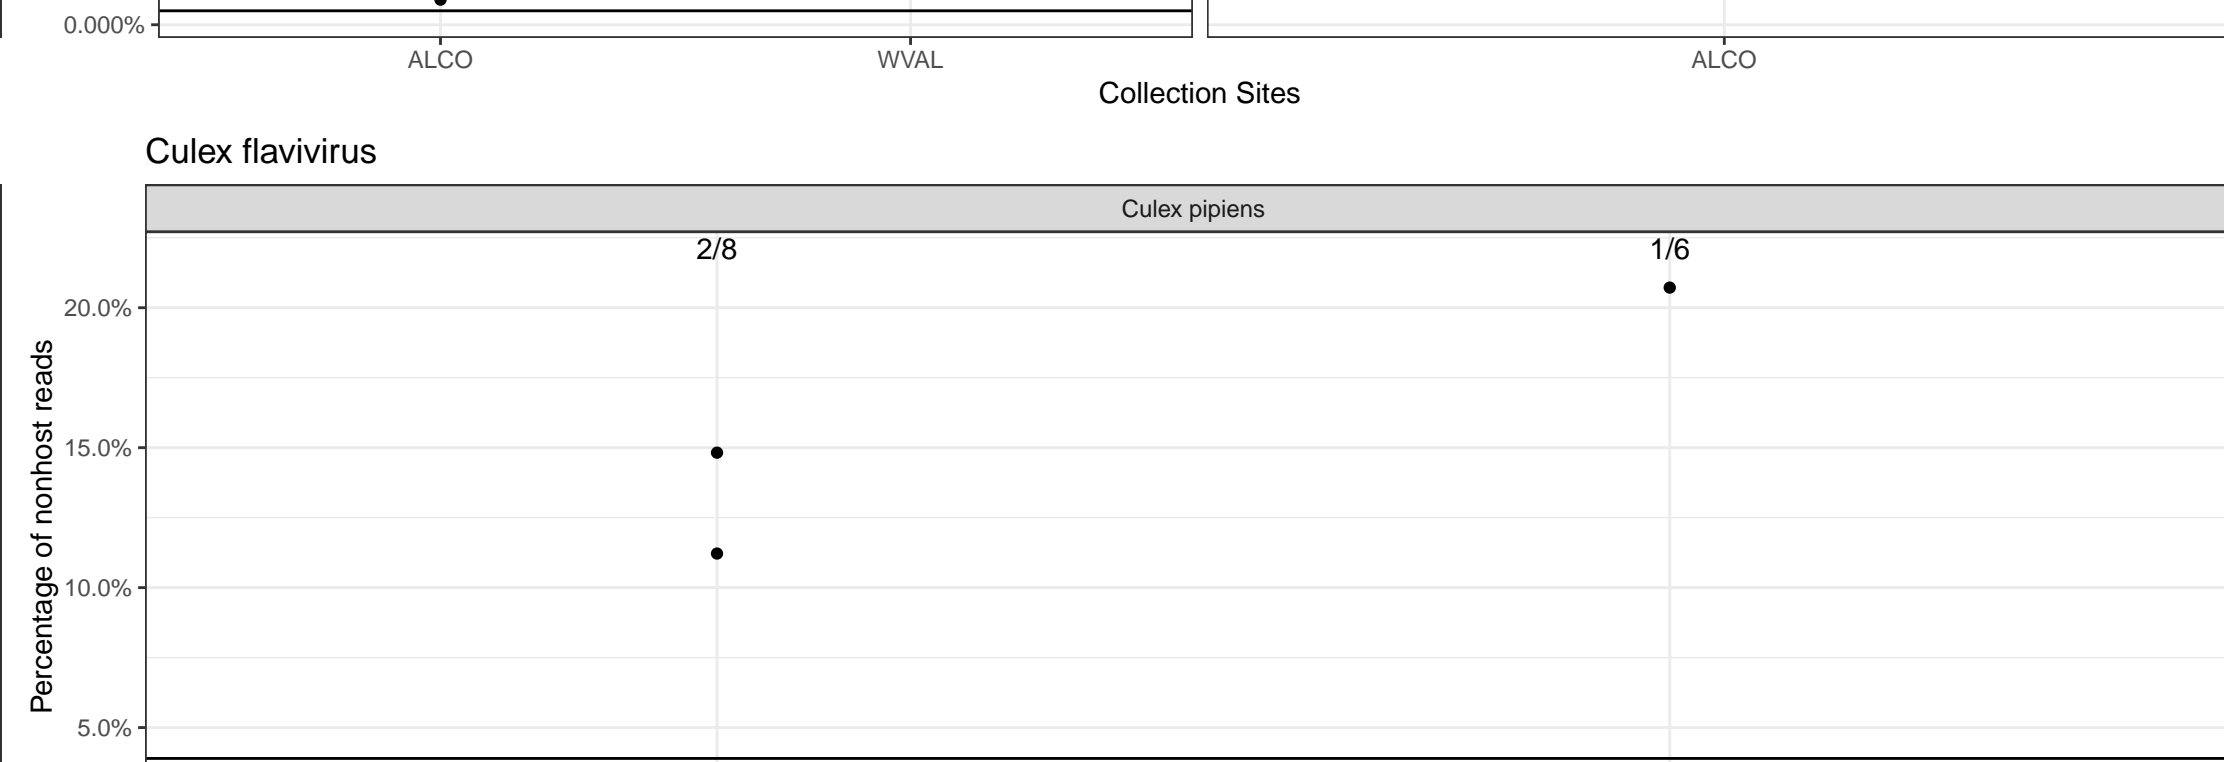 0.000%
ALCO WVAL ALCO
Collection Sites
Culex flavivirus
Culex pipiens
2/8 1/6
20.0%
15.0%
10.0%
5.0%
Percentage of nonhost reads